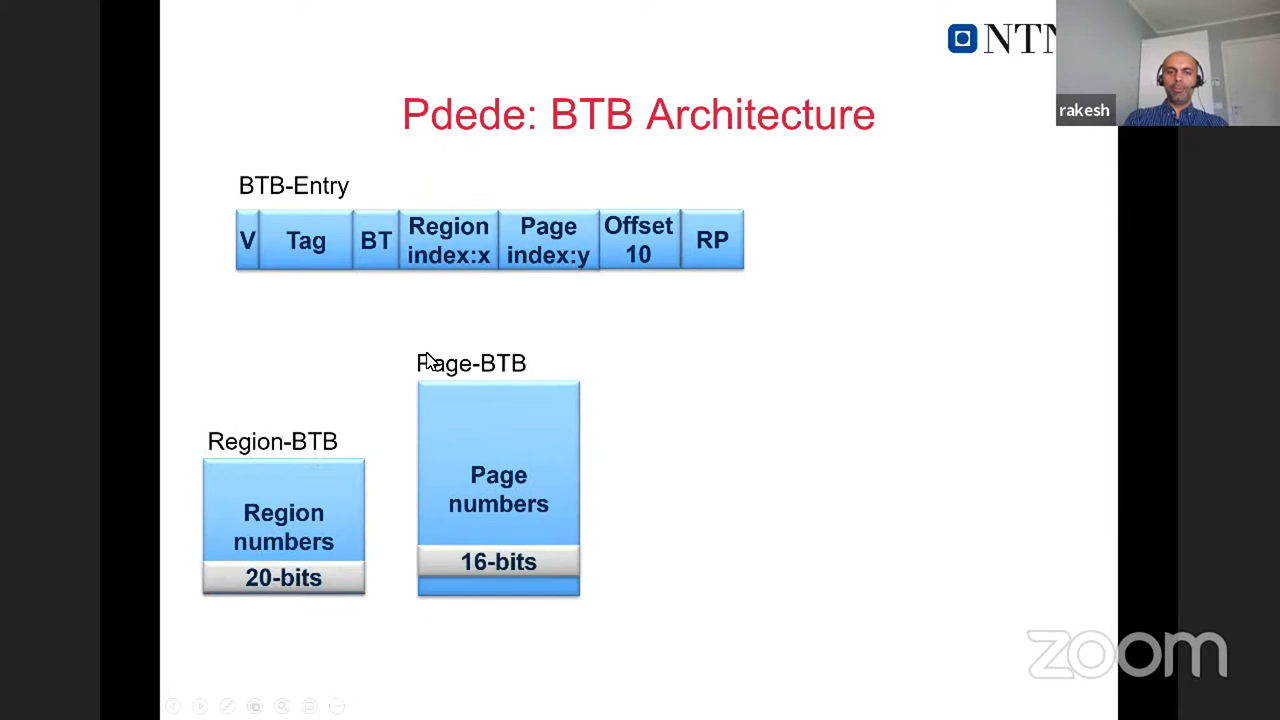 NTN
rakesh
Pdede: BTB Architecture
BTB-Entry
V
Tag
BT
Region
index:x
Page
index:y
Offset
10
RP
Page-BTB
Region-BTB
Page
numbers
Region
numbers
16-bits
20-bits
zoom